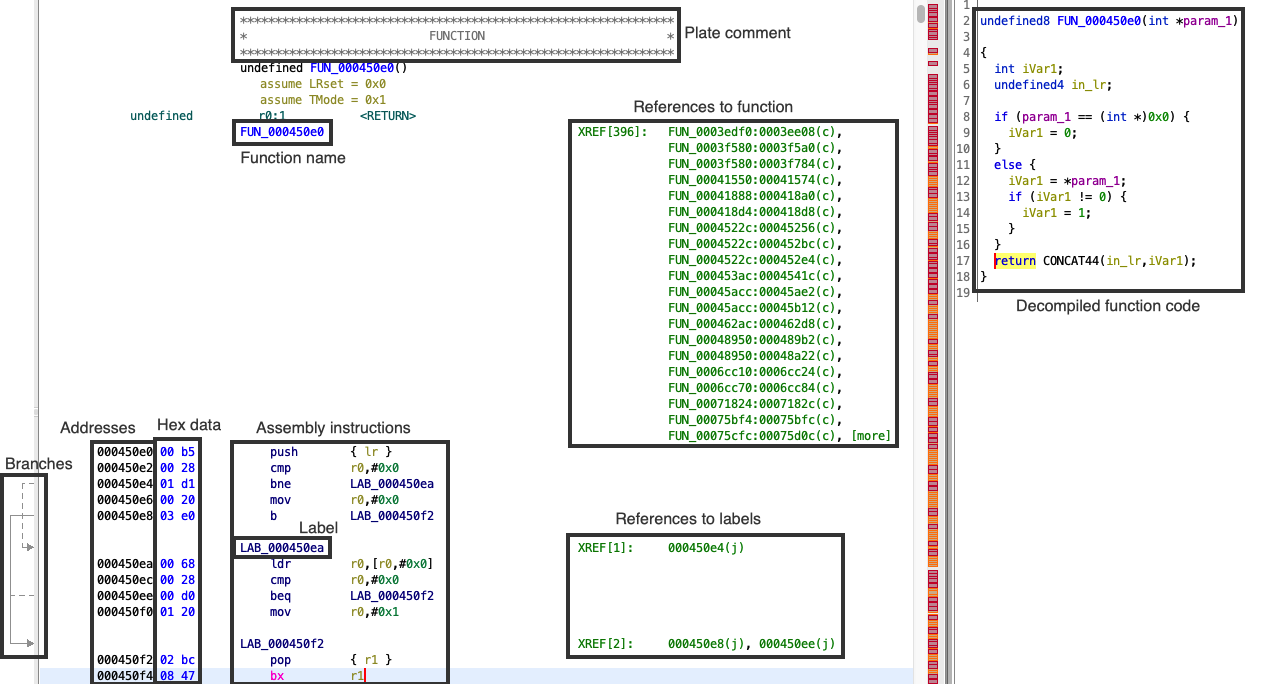 *************************************************************
*                          FUNCTION                          *
*************************************************************
Plate comment
undefined FUN_000450e0()
assume LRset = 0x0
assume TMode = 0x1
undefined r0:1 <RETURN>
FUN_000450e0
Function name
References to function
XREF[396]: FUN_0003edf0:0003ee08(c),
FUN_0003f580:0003f5a0(c),
FUN_0003f580:0003f784(c),
FUN_00041550:00041574(c),
FUN_00041888:000418a0(c),
FUN_000418d4:000418d8(c),
FUN_0004522c:00045256(c),
FUN_0004522c:000452bc(c),
FUN_0004522c:000452e4(c),
FUN_000453ac:0004541c(c),
FUN_00045acc:00045ae2(c),
FUN_00045acc:00045b12(c),
FUN_000462ac:000462d8(c),
FUN_00048950:000489b2(c),
FUN_00048950:00048a22(c),
FUN_0006cc10:0006cc24(c),
FUN_0006cc70:0006cc84(c),
FUN_00071824:0007182c(c),
FUN_00075bf4:00075bfc(c),
FUN_00075cfc:00075d0c(c), [more]
Branches
Addresses
Hex data
Assembly instructions
000450e0 00 b5 push { lr }
000450e2 00 28 cmp r0,#0x0
000450e4 01 d1 bne LAB_000450ea
000450e6 00 20 mov r0,#0x0
000450e8 03 e0 b LAB_000450f2
Label
References to labels
LAB_000450ea XREF[1]: 000450e4(j)
000450ea 00 68 ldr r0,[r0,#0x0]
000450ec 00 28 cmp r0,#0x0
000450ee 00 d0 beq LAB_000450f2
000450f0 01 20 mov r0,#0x1
LAB_000450f2 XREF[2]: 000450e8(j), 000450ee(j)
000450f2 02 bc pop { r1 }
000450f4 08 47 bx r1
1
2 undefined8 FUN_000450e0(int *param_1)
3
4 {
5 int iVar1;
6 undefined4 in_lr;
7
8 if (param_1 == (int *)0x0) {
9 iVar1 = 0;
10 }
11 else {
12 iVar1 = *param_1;
13 if (iVar1 != 0) {
14 iVar1 = 1;
15 }
16 }
17 return CONCAT44(in_lr,iVar1);
18 }
19
Decompiled function code